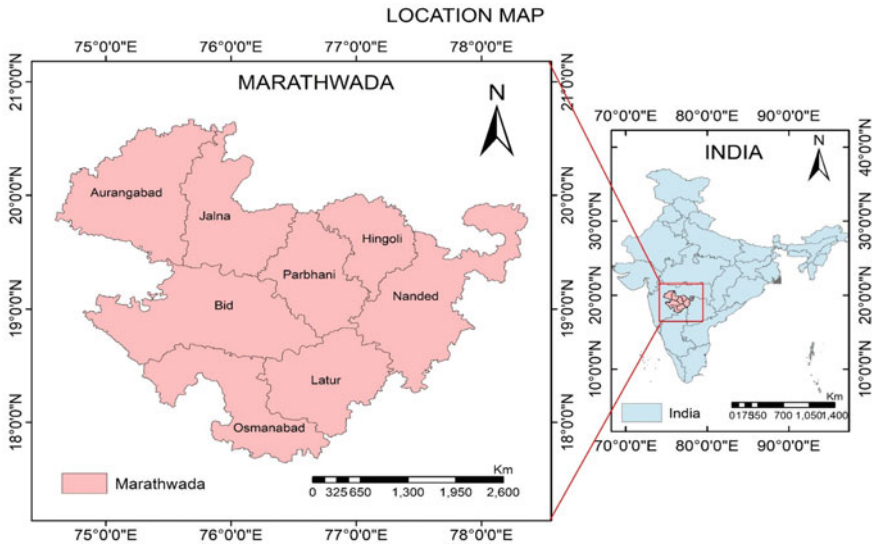 LOCATION MAP
75°0'0"E 76°0'0"E 77°0'0"E 78°0'0"E
MARATHWADA
N
21°0'0"N
20°0'0"N
19°0'0"N
18°0'0"N
Aurangabad
Jalna
Hingoli
Parbhani
Bid
Nanded
Latur
Osmanabad
Marathwada
Km
0 325 650 1,300 1,950 2,600
21°0'0"N
20°0'0"N
19°0'0"N
18°0'0"N
75°0'0"E 76°0'0"E 77°0'0"E 78°0'0"E
70°0'0"E 80°0'0"E 90°0'0"E
INDIA
N
40°0'0"N
30°0'0"N
20°0'0"N
10°0'0"N
40°0'0"N
30°0'0"N
20°0'0"N
10°0'0"N
India
Km
0175350 700 1,050 1,400
70°0'0"E 80°0'0"E 90°0'0"E